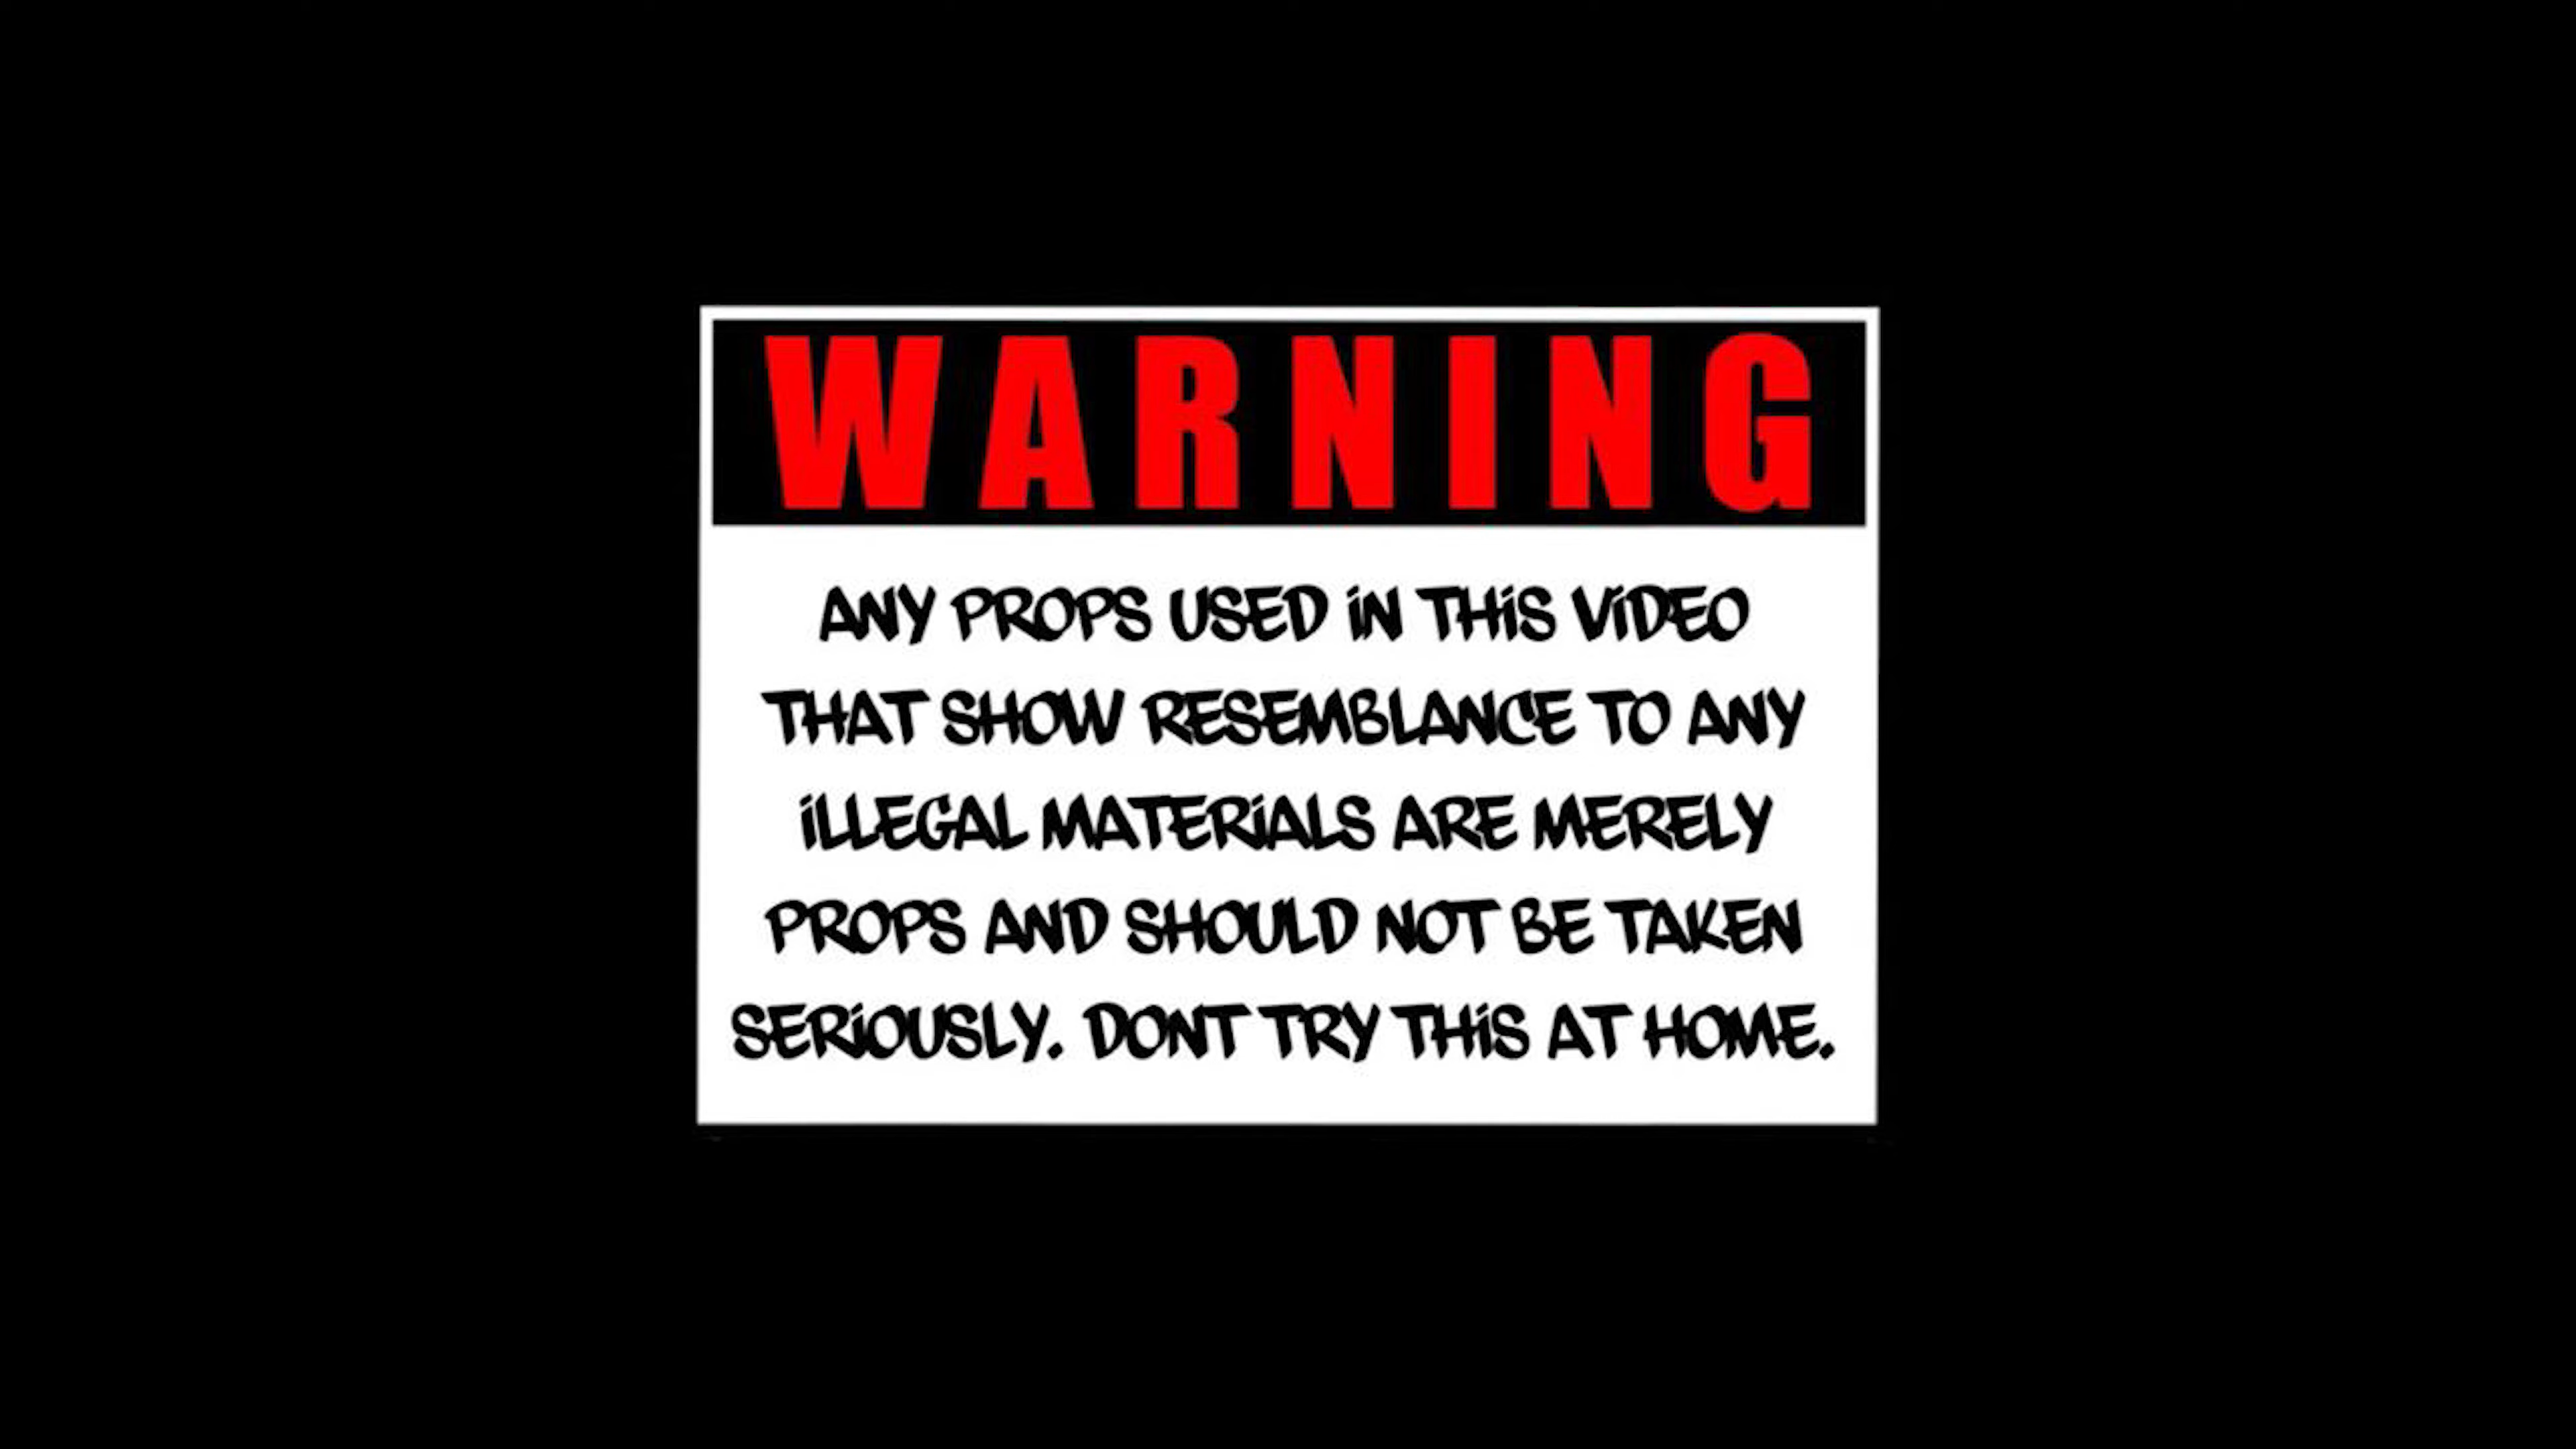 WARNING
ANY PROPS USED iN THiS ViDEO
THAT SHOW RESEMBLANCE TO ANY
iLLEGAL MATERiALS ARE MERELY
PROPS AND SHOULD NOT BE TAKEN
SERiOUSLY. DONT TRY THiS AT HOME.